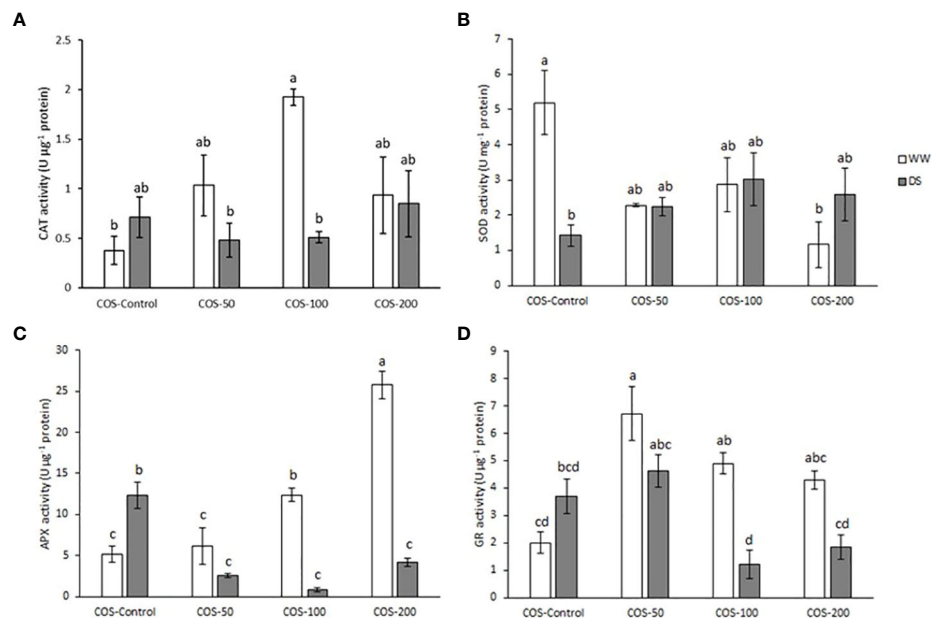 A
CAT activity (U µg⁻¹ protein)
2.5
2
1.5
1
0.5
0
b
ab
ab
b
a
b
ab
ab
COS-Control
COS-50
COS-100
COS-200
B
SOD activity (U mg⁻¹ protein)
7
6
5
4
3
2
1
0
a
b
ab
ab
ab
ab
b
ab
COS-Control
COS-50
COS-100
COS-200
WW
DS
C
APX activity (U µg⁻¹ protein)
30
25
20
15
10
5
0
c
b
c
c
b
c
a
c
COS-Control
COS-50
COS-100
COS-200
D
GR activity (U µg⁻¹ protein)
9
8
7
6
5
4
3
2
1
0
cd
bcd
a
abc
ab
d
abc
cd
COS-Control
COS-50
COS-100
COS-200